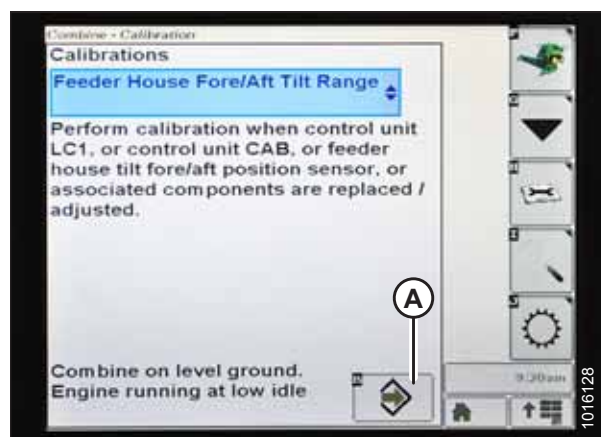 Combine - Calibration
Calibrations
Feeder House Fore/Aft Tilt Range
Perform calibration when control unit
LC1, or control unit CAB, or feeder
house tilt fore/aft position sensor, or
associated components are replaced /
adjusted.
A
Combine on level ground.
Engine running at low idle
9:20am
1016128